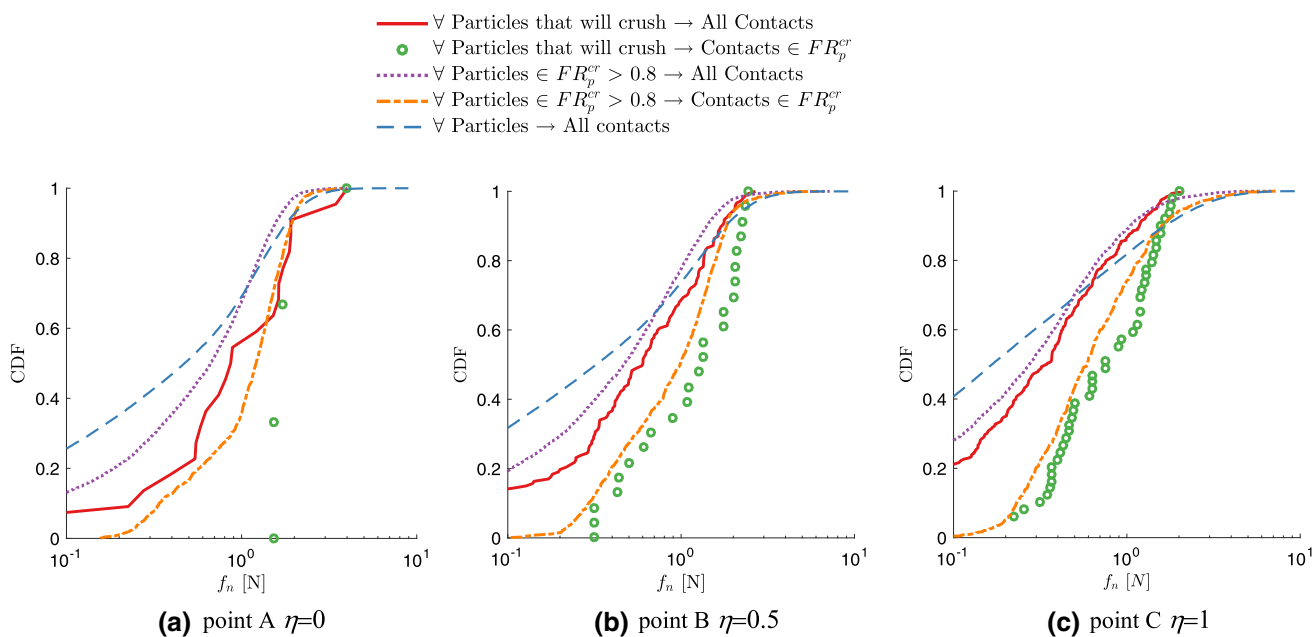 ∀ Particles that will crush → All Contacts
∀ Particles that will crush → Contacts ∈ FR_p^{cr}
∀ Particles ∈ FR_p^{cr} > 0.8 → All Contacts
∀ Particles ∈ FR_p^{cr} > 0.8 → Contacts ∈ FR_p^{cr}
∀ Particles → All contacts
1
0.8
0.6
0.4
0.2
0
CDF
10^{-1}
10^{0}
10^{1}
f_n [N]
(a) point A η=0
1
0.8
0.6
0.4
0.2
0
CDF
10^{-1}
10^{0}
10^{1}
f_n [N]
(b) point B η=0.5
1
0.8
0.6
0.4
0.2
0
CDF
10^{-1}
10^{0}
10^{1}
f_n [N]
(c) point C η=1